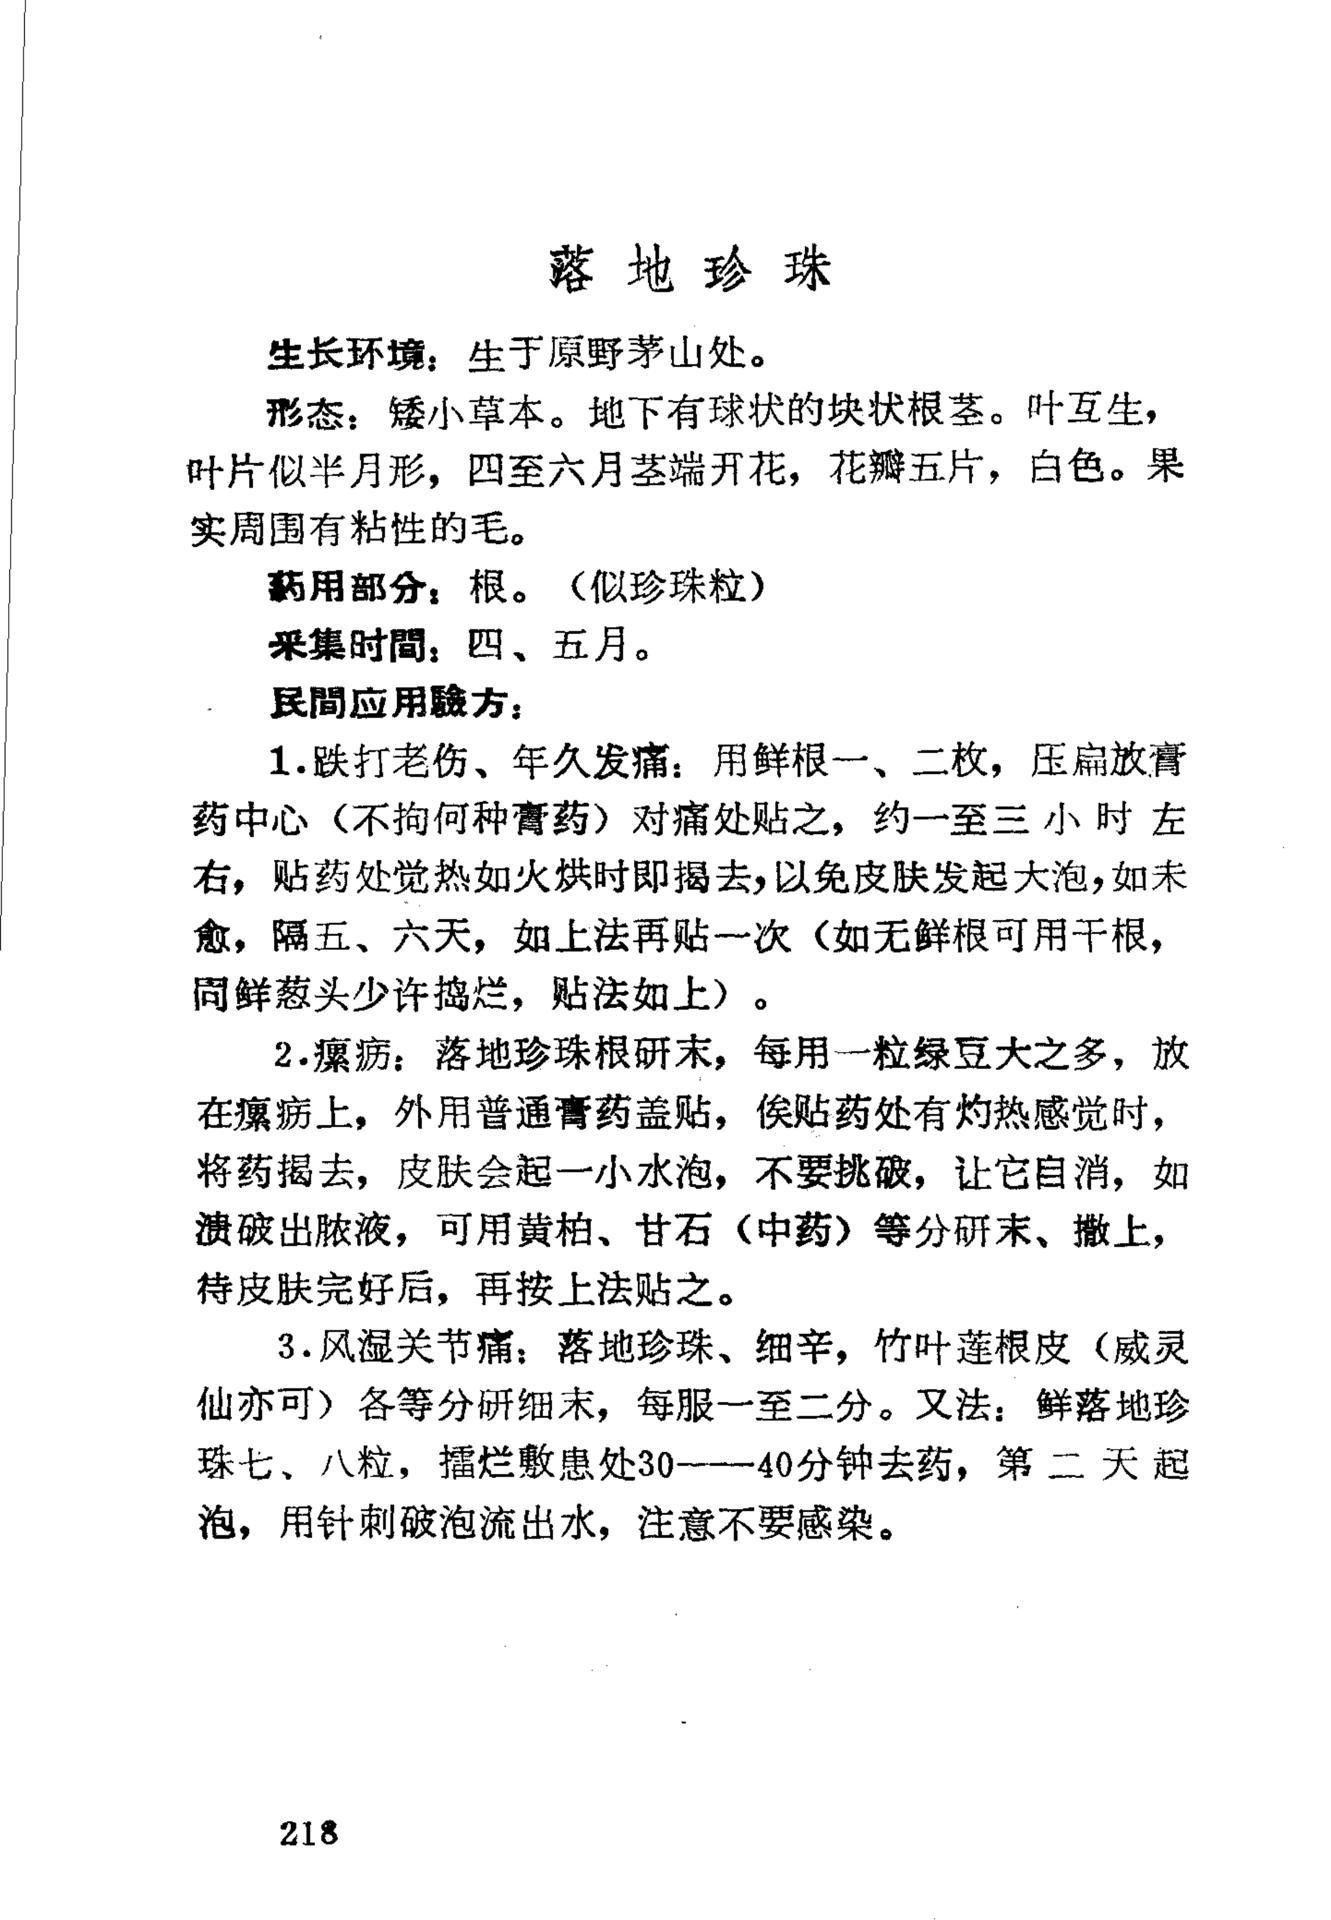 落地珍珠
生长环境：生于原野茅山处。
形态：矮小草本。地下有球状的块状根茎。叶互生，
叶片似半月形，四至六月茎端开花，花瓣五片，白色。果
实周围有粘性的毛。
药用部分：根。（似珍珠粒）
采集时間：四、五月。
民間应用驗方：
1.跌打老伤、年久发痛：用鲜根一、二枚，压扁放膏
药中心（不拘何种膏药）对痛处贴之，约一至三小时左
右，贴药处觉热如火烘时即揭去，以免皮肤发起大泡，如未
愈，隔五、六天，如上法再贴一次（如无鲜根可用干根，
同鲜葱头少许捣烂，贴法如上）。
2.瘰疬：落地珍珠根研末，每用一粒绿豆大之多，放
在瘰疬上，外用普通膏药盖贴，俟贴药处有灼热感觉时，
将药揭去，皮肤会起一小水泡，不要挑破，让它自消，如
溃破出脓液，可用黄柏、甘石（中药）等分研末、撒上，
待皮肤完好后，再按上法贴之。
3.风湿关节痛：落地珍珠、细辛，竹叶莲根皮（威灵
仙亦可）各等分研细末，每服一至二分。又法：鲜落地珍
珠七、八粒，擂烂敷患处30——40分钟去药，第二天起
泡，用针刺破泡流出水，注意不要感染。
218